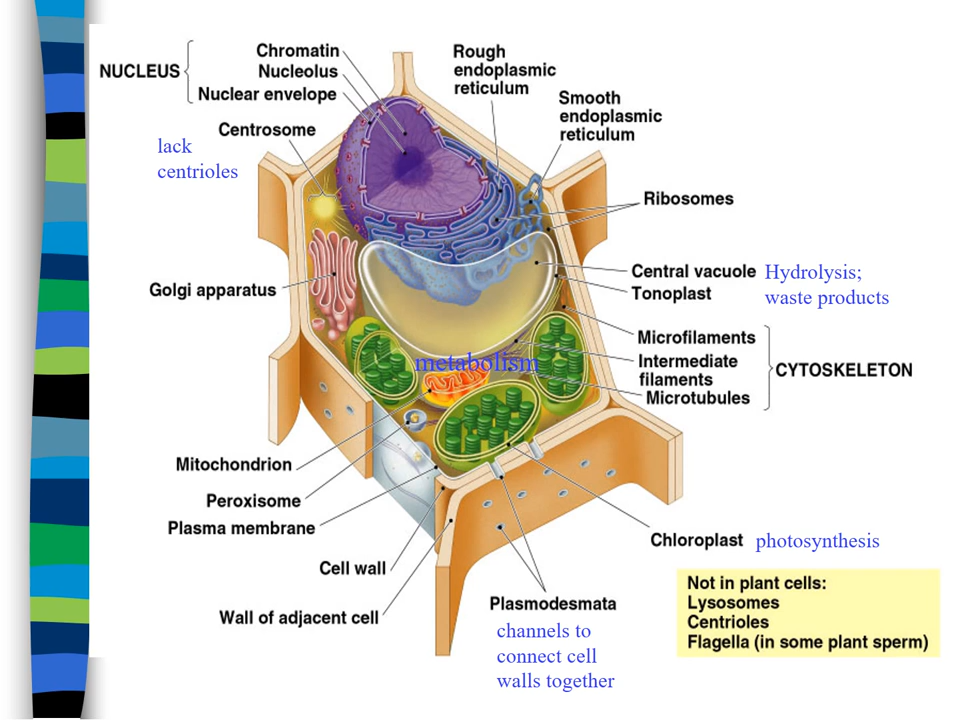 NUCLEUS
Chromatin
Nucleolus
Nuclear envelope
Centrosome
lack
centrioles
Rough
endoplasmic
reticulum
Smooth
endoplasmic
reticulum
Ribosomes
Golgi apparatus
Central vacuole
Hydrolysis;
waste products
Tonoplast
Microfilaments
Intermediate
filaments
Microtubules
CYTOSKELETON
metabolism
Mitochondrion
Peroxisome
Plasma membrane
Cell wall
Wall of adjacent cell
Chloroplast
photosynthesis
Plasmodesmata
channels to
connect cell
walls together
Not in plant cells:
Lysosomes
Centrioles
Flagella (in some plant sperm)